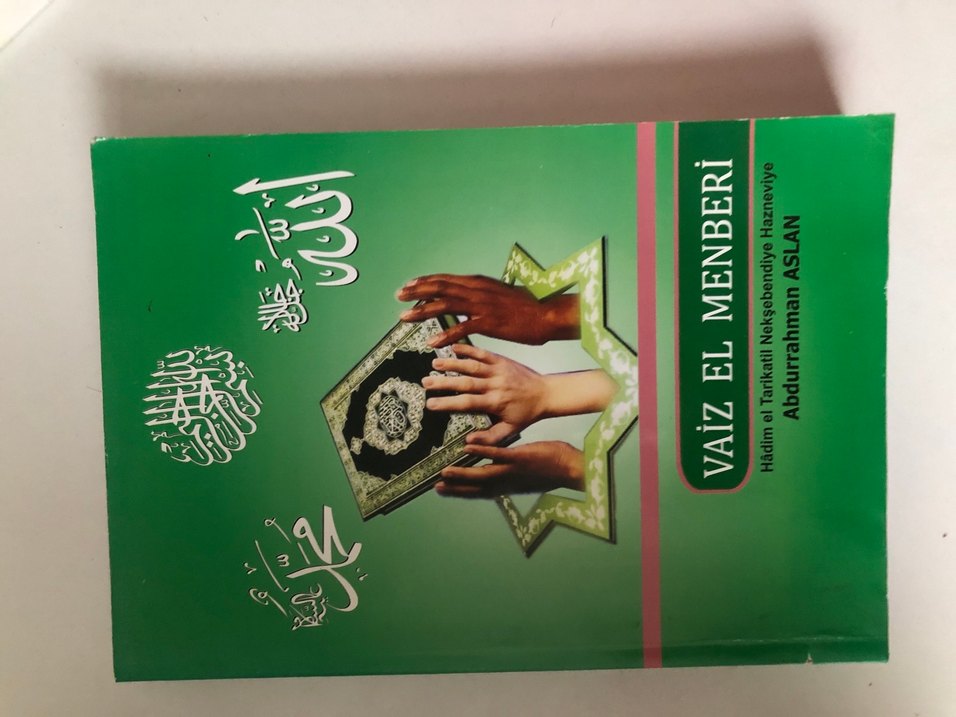 بسم الله الرحمن الرحيم
الله جل جلاله
محمد عليه السلام
VAİZ EL MENBERİ
Hâdim el Tarikatil Nekşebendiye Hazneviye
Abdurrahman ASLAN